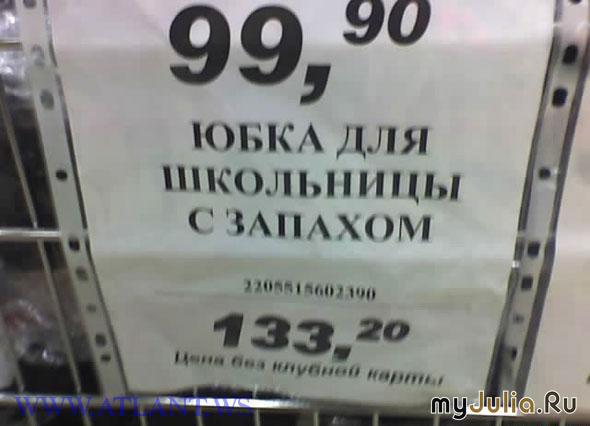 99,90
ЮБКА ДЛЯ
ШКОЛЬНИЦЫ
С ЗАПАХОМ
2205515602390
133,20
Цена без клубной карты
WWW.ATLANT.WS
myJulia.Ru